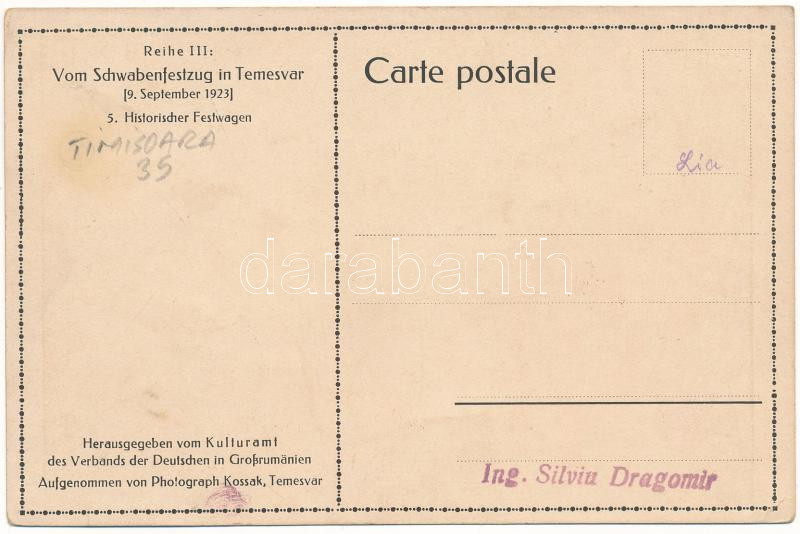 Reihe III:
Vom Schwabenfestzug in Temesvar
[9. September 1923]
5. Historischer Festwagen
TIMISOARA
35
Carte postale
Lia
darabanth
Herausgegeben vom Kulturamt
des Verbands der Deutschen in Großrumänien
Aufgenommen von Photograph Kossak, Temesvar
Ing. Silviu Dragomir